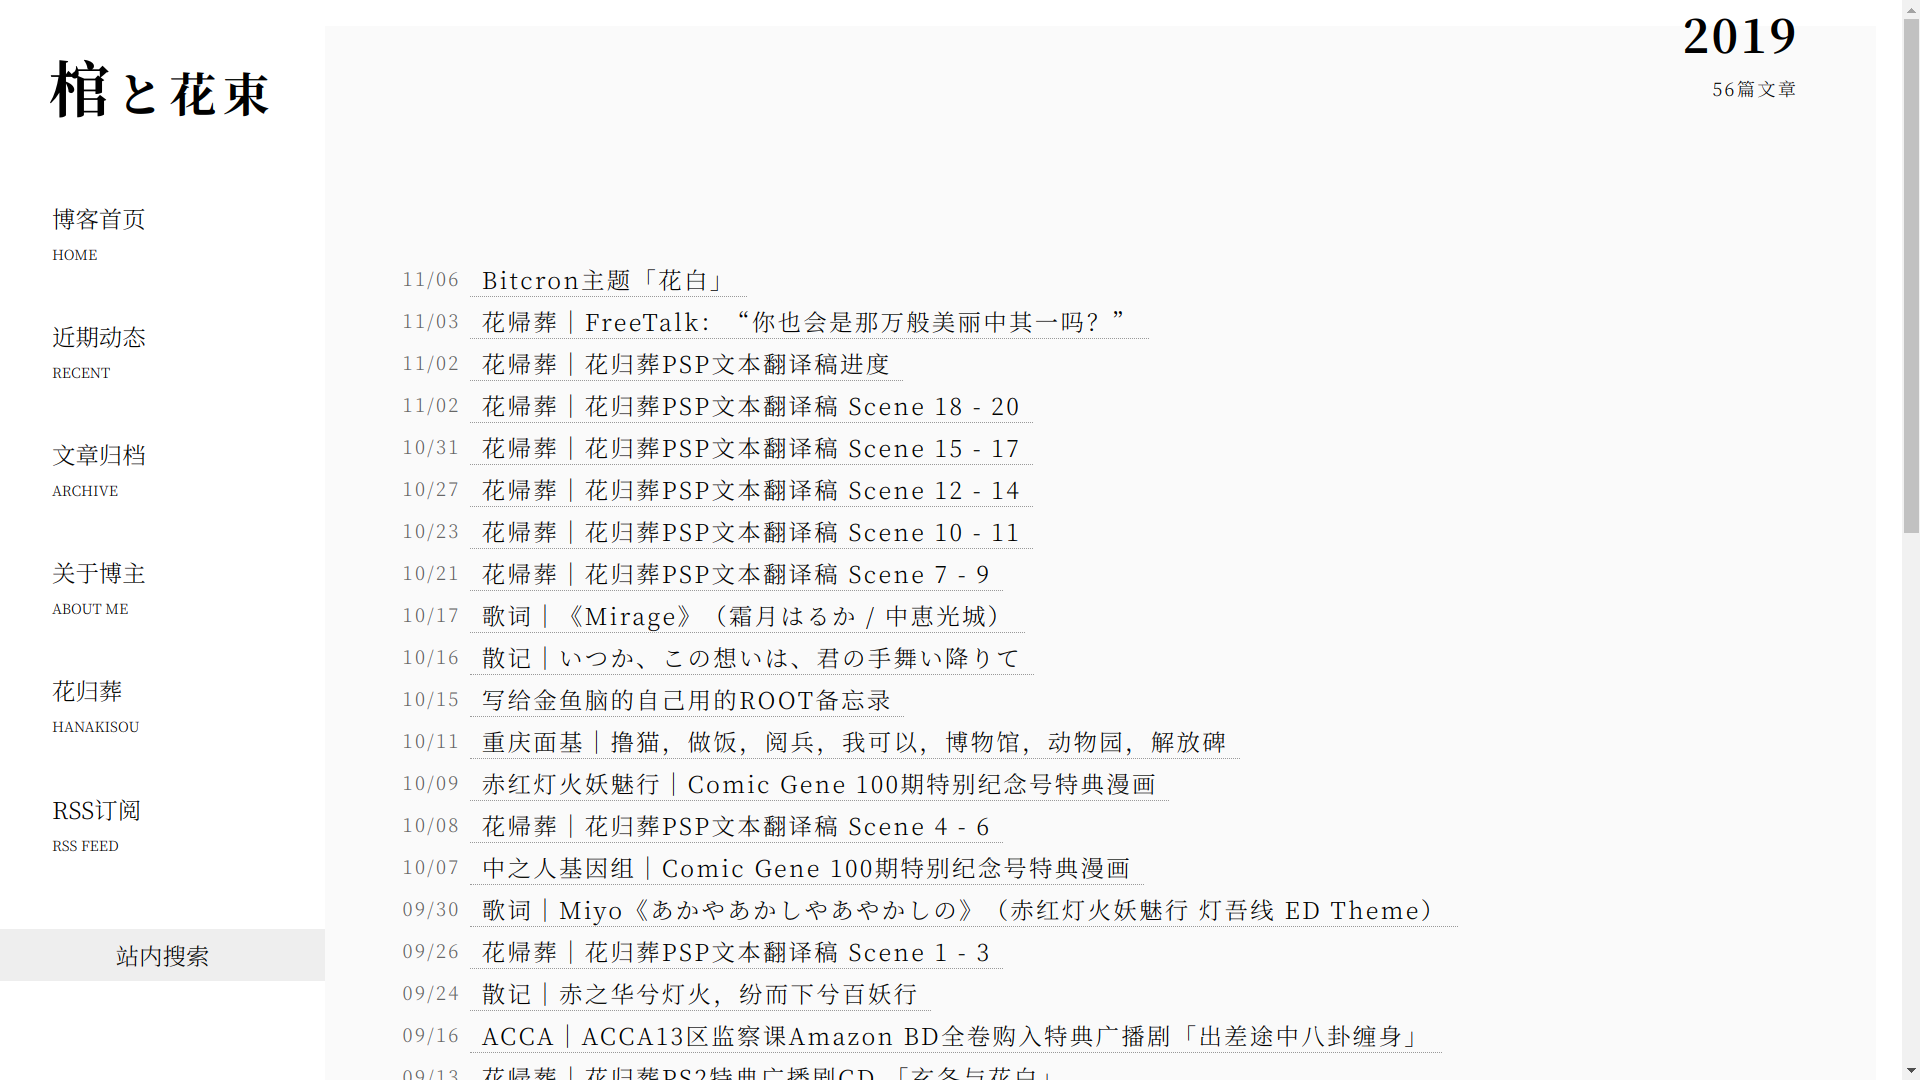 棺と花束
博客首页
HOME
近期动态
RECENT
文章归档
ARCHIVE
关于博主
ABOUT ME
花归葬
HANAKISOU
RSS订阅
RSS FEED
站内搜索
2019
56篇文章
11/06 Bitcron主题「花白」
11/03 花帰葬｜FreeTalk：“你也会是那万般美丽中其一吗？”
11/02 花帰葬｜花归葬PSP文本翻译稿进度
11/02 花帰葬｜花归葬PSP文本翻译稿 Scene 18 - 20
10/31 花帰葬｜花归葬PSP文本翻译稿 Scene 15 - 17
10/27 花帰葬｜花归葬PSP文本翻译稿 Scene 12 - 14
10/23 花帰葬｜花归葬PSP文本翻译稿 Scene 10 - 11
10/21 花帰葬｜花归葬PSP文本翻译稿 Scene 7 - 9
10/17 歌词｜《Mirage》（霜月はるか / 中恵光城）
10/16 散记｜いつか、この想いは、君の手舞い降りて
10/15 写给金鱼脑的自己用的ROOT备忘录
10/11 重庆面基｜撸猫，做饭，阅兵，我可以，博物馆，动物园，解放碑
10/09 赤红灯火妖魅行｜Comic Gene 100期特别纪念号特典漫画
10/08 花帰葬｜花归葬PSP文本翻译稿 Scene 4 - 6
10/07 中之人基因组｜Comic Gene 100期特别纪念号特典漫画
09/30 歌词｜Miyo《あかやあかしやあやかしの》（赤红灯火妖魅行 灯吾线 ED Theme）
09/26 花帰葬｜花归葬PSP文本翻译稿 Scene 1 - 3
09/24 散记｜赤之华兮灯火，纷而下兮百妖行
09/16 ACCA｜ACCA13区监察课Amazon BD全卷购入特典广播剧「出差途中八卦缠身」
09/13 花帰葬｜花归葬PS2特典广播剧CD 「玄冬与花白」